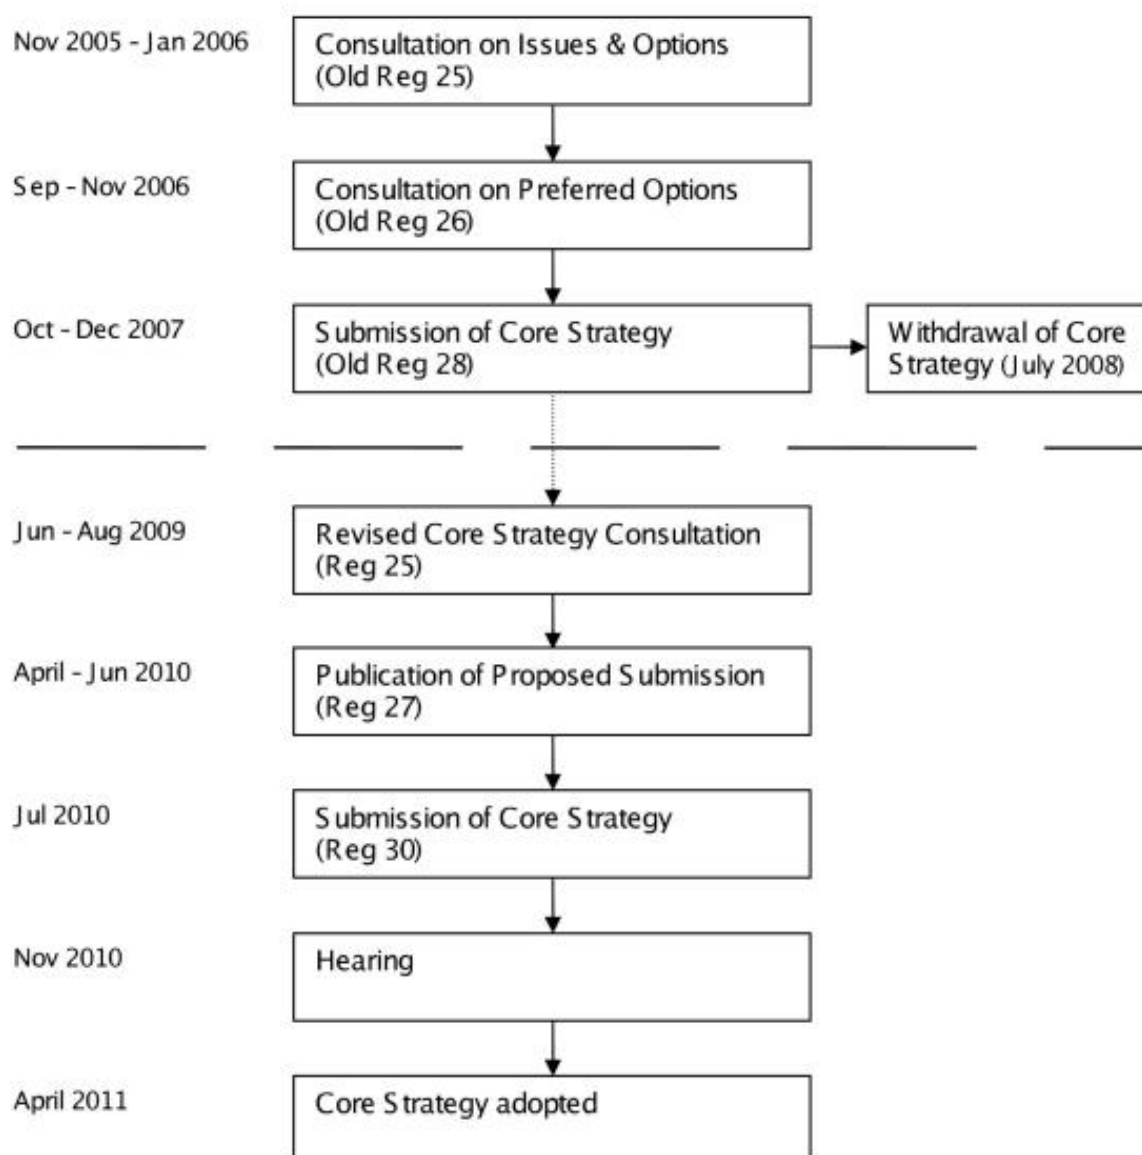 Nov 2005 - Jan 2006
Consultation on Issues & Options
(Old Reg 25)
Sep - Nov 2006
Consultation on Preferred Options
(Old Reg 26)
Oct - Dec 2007
Submission of Core Strategy
(Old Reg 28)
Withdrawal of Core
Strategy (July 2008)
Jun - Aug 2009
Revised Core Strategy Consultation
(Reg 25)
April - Jun 2010
Publication of Proposed Submission
(Reg 27)
Jul 2010
Submission of Core Strategy
(Reg 30)
Nov 2010
Hearing
April 2011
Core Strategy adopted